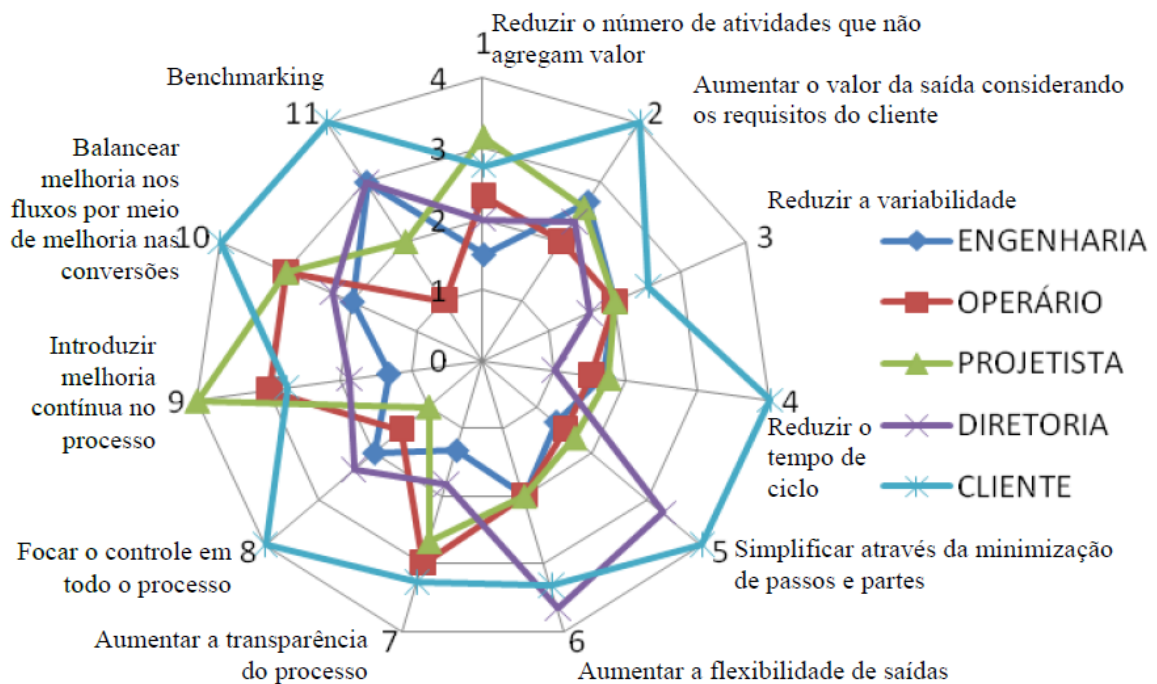 Reduzir o número de atividades que não
agregam valor
1
Benchmarking
Aumentar o valor da saída considerando
os requisitos do cliente
4
11
2
Balancear
melhoria nos
fluxos por meio
de melhoria nas
conversões
3
Reduzir a variabilidade
10
2
3
ENGENHARIA
1
OPERÁRIO
Introduzir
melhoria
contínua no
processo
0
PROJETISTA
9
4
Reduzir o
tempo de
ciclo
DIRETORIA
CLIENTE
Focar o controle em
todo o processo
8
5
Simplificar através da minimização
de passos e partes
Aumentar a transparência
do processo
7
6
Aumentar a flexibilidade de saídas